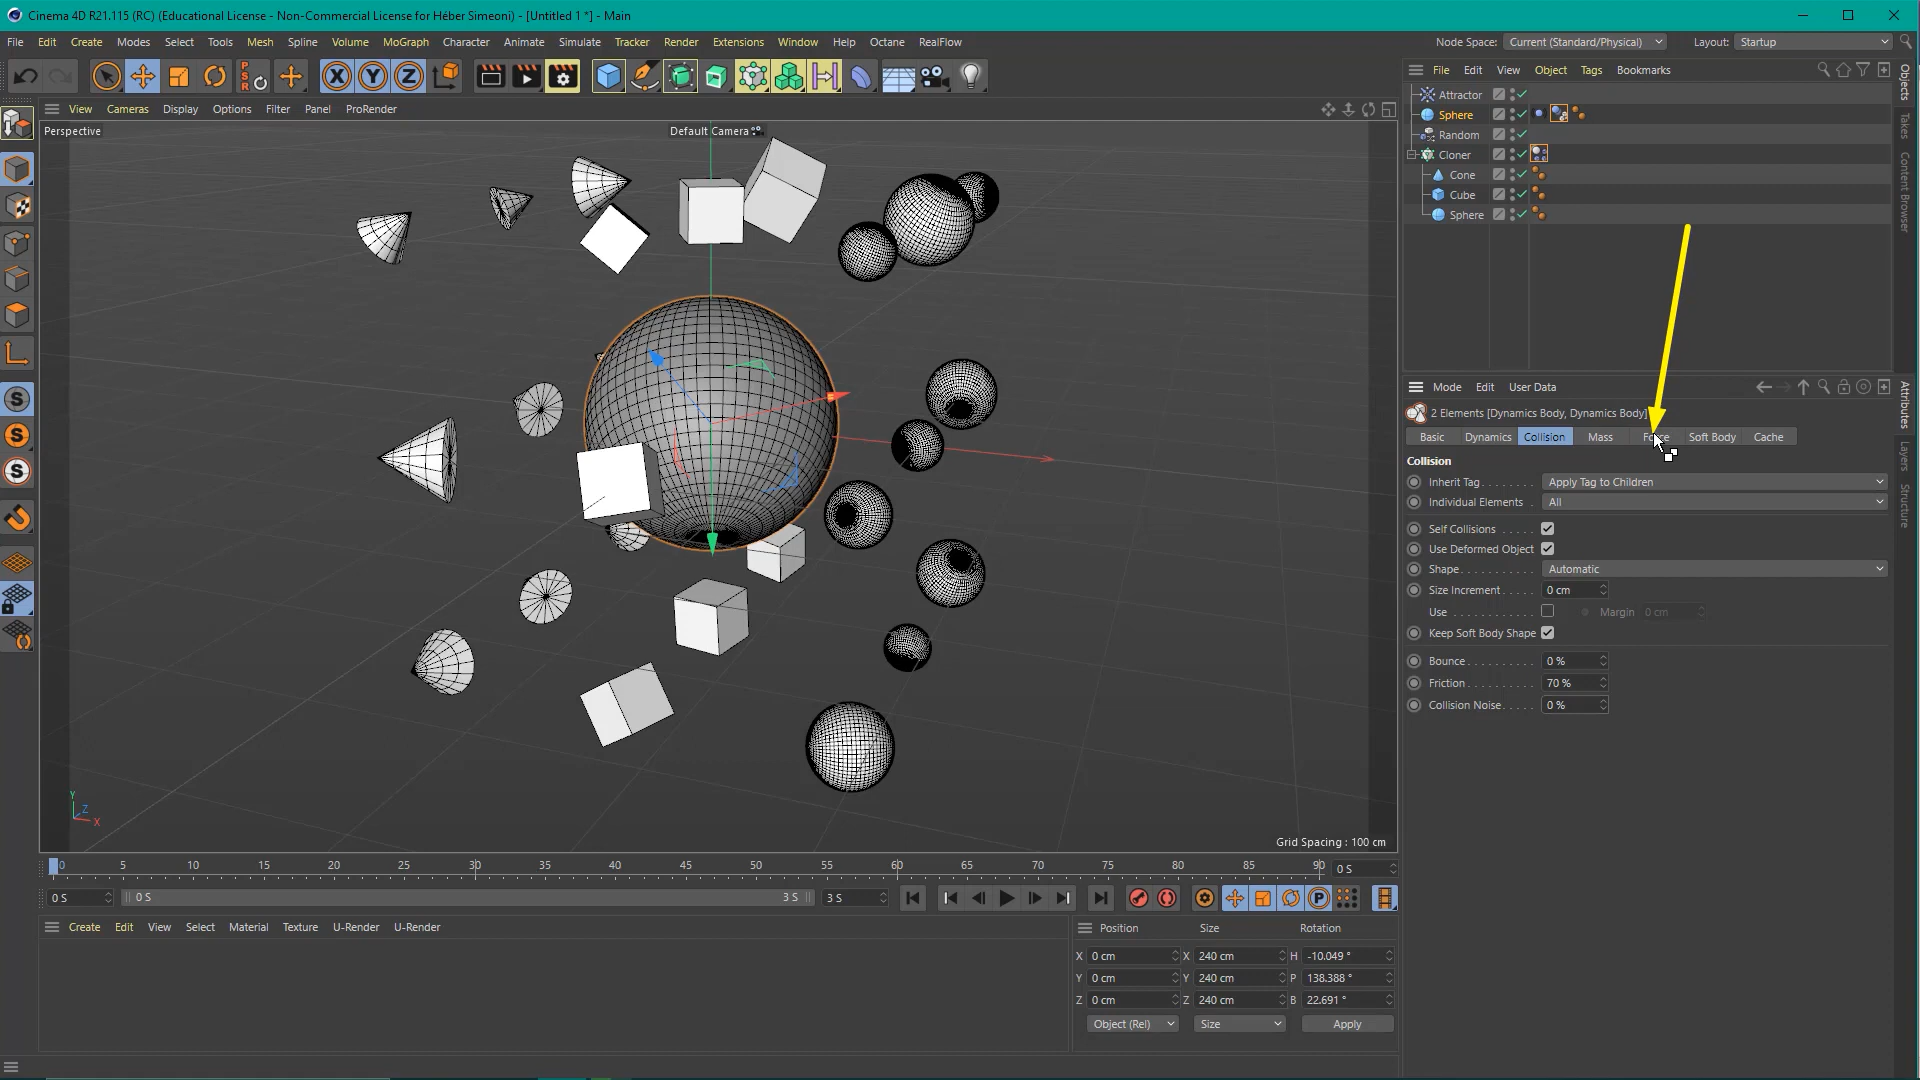 Cinema 4D R21.115 (RC) (Educational License - Non-Commercial License for Héber Simeoni) - [Untitled 1 *] - Main
File Edit Create Modes Select Tools Mesh Spline Volume MoGraph Character Animate Simulate Tracker Render Extensions Window Help Octane RealFlow Node Space: Current (Standard/Physical) Layout: Startup
PSR X Y Z
File Edit View Object Tags Bookmarks
View Cameras Display Options Filter Panel ProRender
Perspective
Default Camera
Attractor
Sphere
Random
Cloner
Cone
Cube
Sphere
Objects
Takes
Content Browser
Mode Edit User Data
2 Elements [Dynamics Body, Dynamics Body]
Basic Dynamics Collision Mass Soft Body Cache
Collision
Inherit Tag . . . . . . . Apply Tag to Children
Individual Elements . All
Self Collisions . . . . .
Use Deformed Object
Shape. . . . . . . . . . . Automatic
Size Increment . . . . 0 cm
Use . . . . . . . . . . . . Margin 0 cm
Keep Soft Body Shape
Bounce. . . . . . . . . . 0 %
Friction . . . . . . . . . . 70 %
Collision Noise. . . . . 0 %
Attributes
Layers
Structure
S
S
S
Y
Z
X
Grid Spacing : 100 cm
0 5 10 15 20 25 30 35 40 45 50 55 60 65 70 75 80 85 90 0 S
0 S 0 S 3 S 3 S P
Create Edit View Select Material Texture U-Render U-Render
Position Size Rotation
X 0 cm X 240 cm H -10.049 °
Y 0 cm Y 240 cm P 138.388 °
Z 0 cm Z 240 cm B 22.691 °
Object (Rel) Size Apply